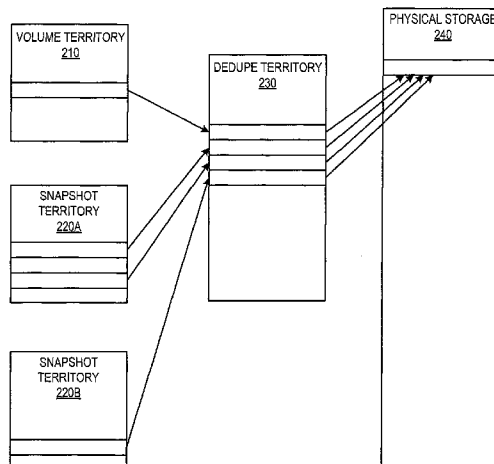 VOLUME TERRITORY
210
SNAPSHOT
TERRITORY
220A
SNAPSHOT
TERRITORY
220B
DEDUPE TERRITORY
230
PHYSICAL STORAGE
240